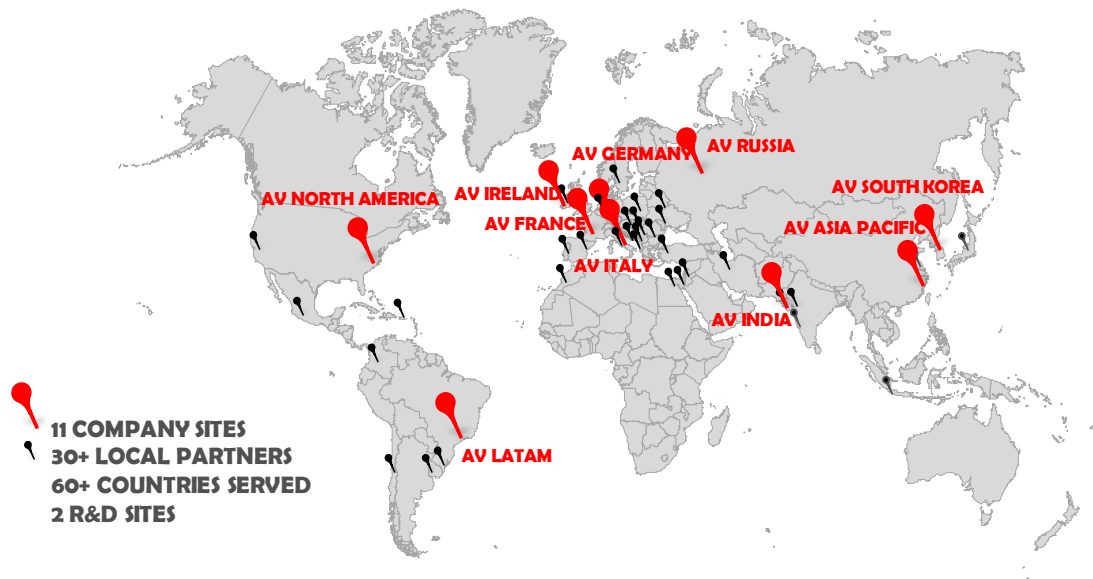 AV RUSSIA
AV GERMANY
AV SOUTH KOREA
AV IRELAND
AV NORTH AMERICA
AV FRANCE
AV ASIA PACIFIC
AV ITALY
AV INDIA
AV LATAM
11 COMPANY SITES
30+ LOCAL PARTNERS
60+ COUNTRIES SERVED
2 R&D SITES